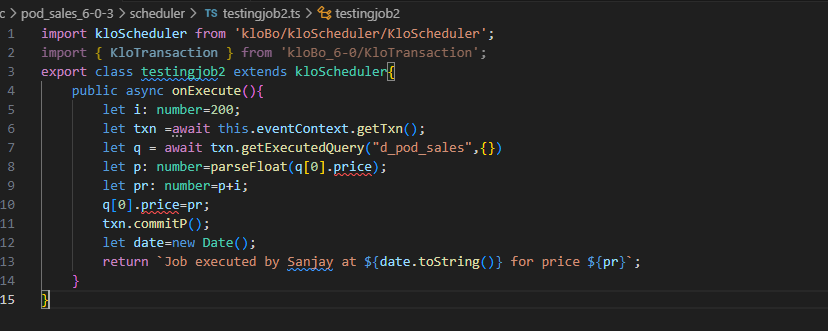 c > pod_sales_6-0-3 > scheduler > TS testingjob2.ts > testingjob2
1 import kloScheduler from 'kloBo/kloScheduler/KloScheduler';
2 import { KloTransaction } from 'kloBo_6-0/KloTransaction';
3 export class testingjob2 extends kloScheduler{
4     public async onExecute(){
5         let i: number=200;
6         let txn =await this.eventContext.getTxn();
7         let q = await txn.getExecutedQuery("d_pod_sales",{})
8         let p: number=parseFloat(q[0].price);
9         let pr: number=p+i;
10         q[0].price=pr;
11         txn.commitP();
12         let date=new Date();
13         return `Job executed by Sanjay at ${date.toString()} for price ${pr}`;
14     }
15 }